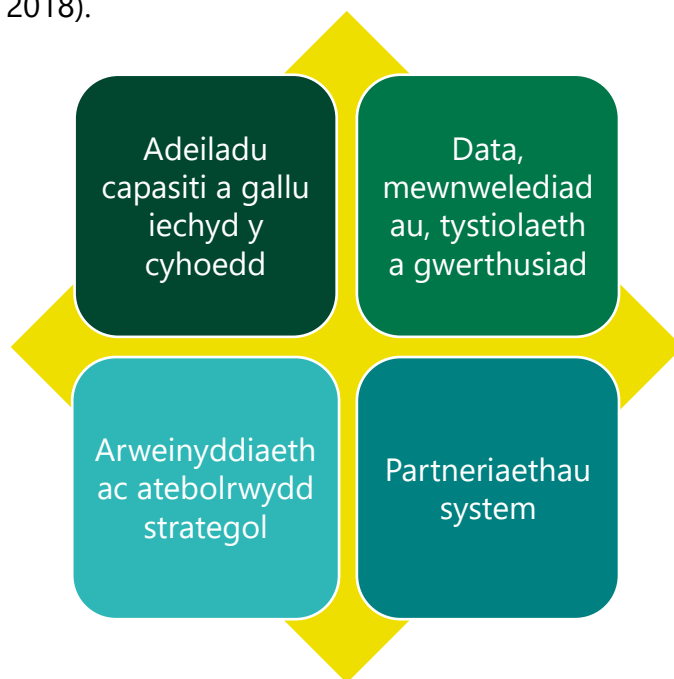 2018).
Adeiladu
capasiti a gallu
iechyd y
cyhoedd
Data,
mewnwelediad
au, tystiolaeth
a gwerthusiad
Arweinyddiaeth
ac atebolrwydd
strategol
Partneriaethau
system